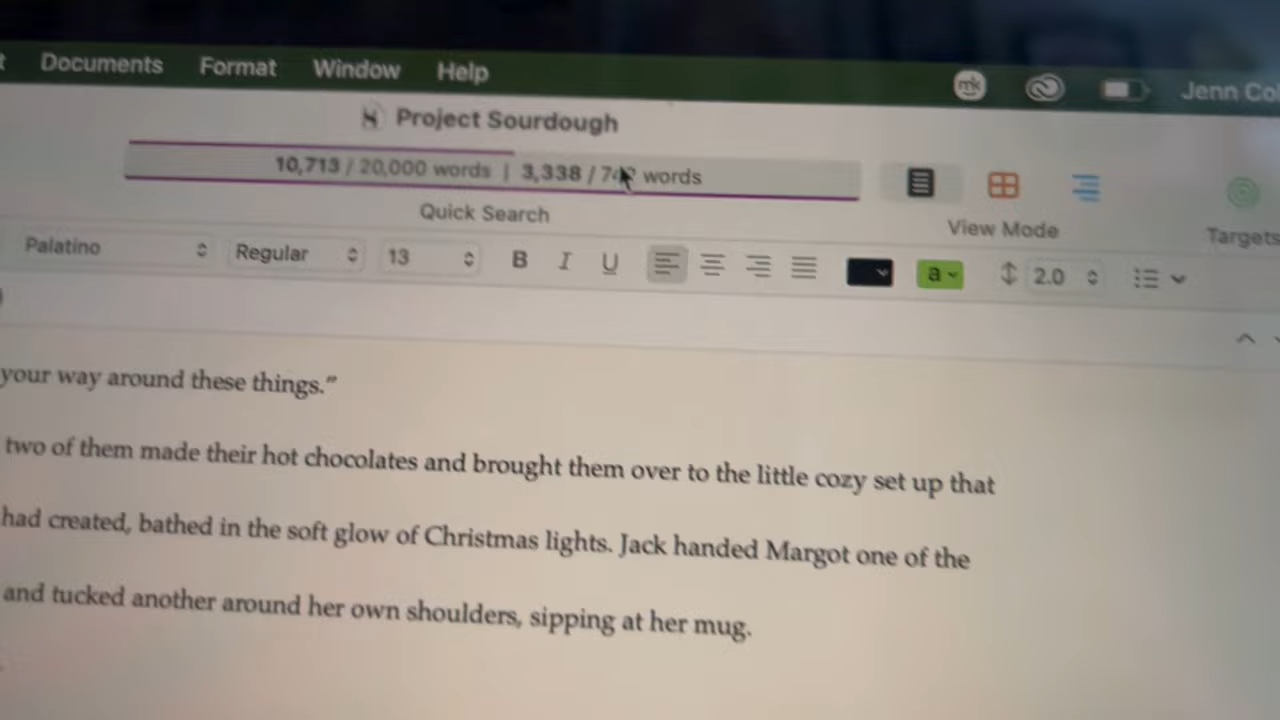 Documents Format Window Help Jenn Co
Project Sourdough
10,713 / 20,000 words | 3,338 / words
Quick Search
View Mode
Targets
Palatino Regular 13 B I U a 2.0
your way around these things.”
two of them made their hot chocolates and brought them over to the little cozy set up that
had created, bathed in the soft glow of Christmas lights. Jack handed Margot one of the
and tucked another around her own shoulders, sipping at her mug.